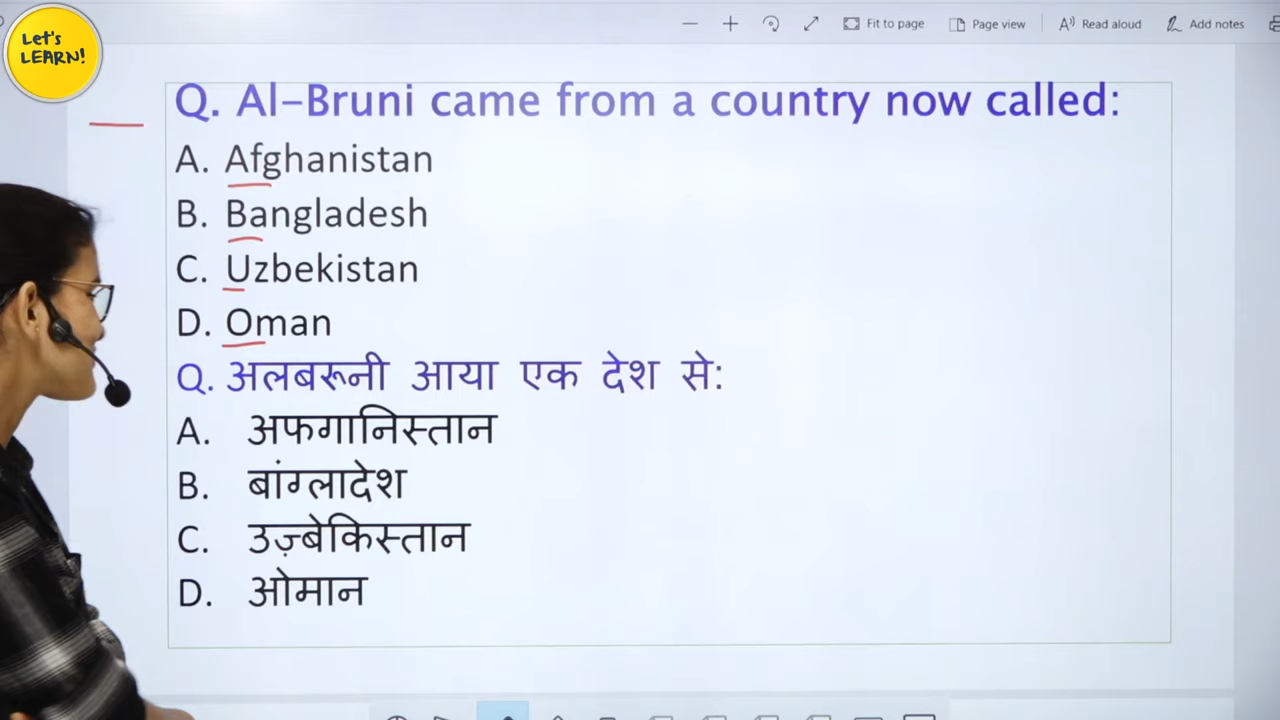 Let's
LEARN!
Fit to page
Page view
Read aloud
Add notes
Q. Al-Bruni came from a country now called:
A. Afghanistan
B. Bangladesh
C. Uzbekistan
D. Oman
Q. अलबरूनी आया एक देश से:
A. अफगानिस्तान
B. बांग्लादेश
C. उज़्बेकिस्तान
D. ओमान